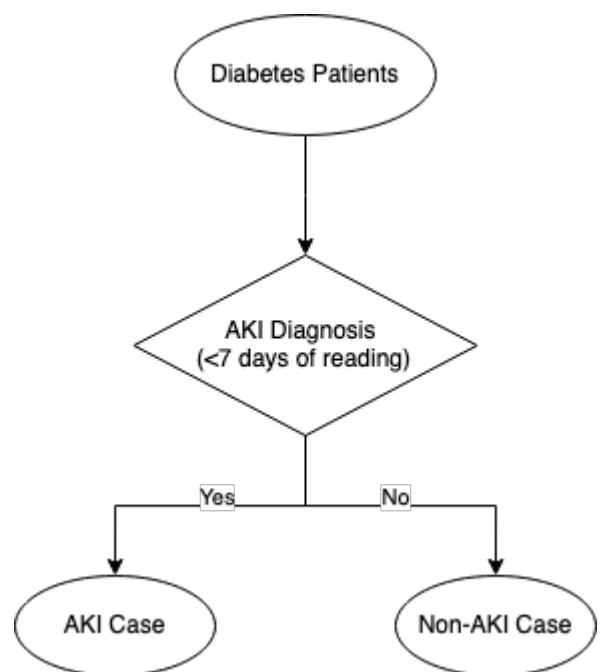 Diabetes Patients
AKI Diagnosis
(<7 days of reading)
Yes
No
AKI Case
Non-AKI Case